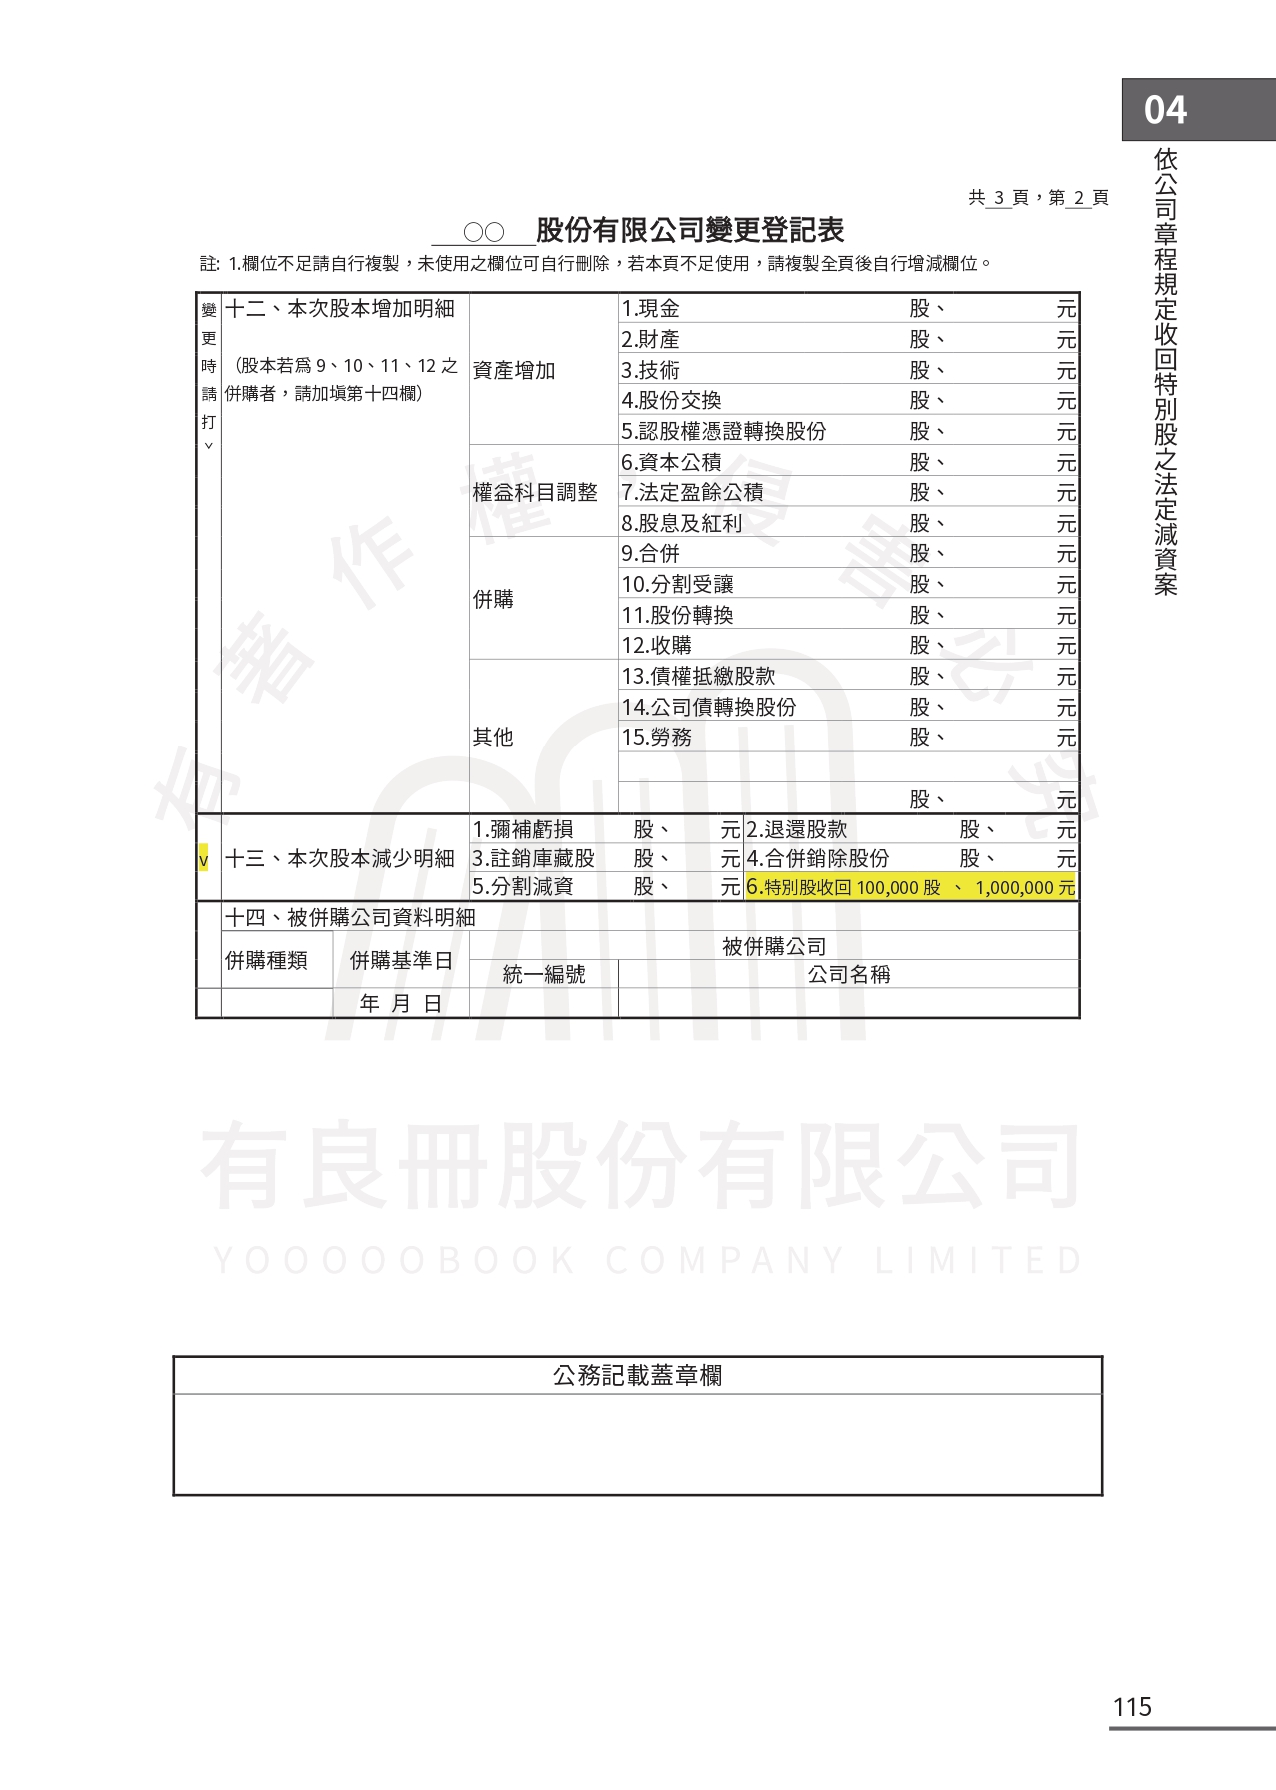 04
依公司章程規定收回特別股之法定減資案
共 3 頁，第 2 頁
○○ 股份有限公司變更登記表
註: 1.欄位不足請自行複製，未使用之欄位可自行刪除，若本頁不足使用，請複製全頁後自行增減欄位。
變更時請打ˇ
十二、本次股本增加明細
（股本若為 9、10、11、12 之
併購者，請加填第十四欄）
資產增加
1.現金 股、 元
2.財產 股、 元
3.技術 股、 元
4.股份交換 股、 元
5.認股權憑證轉換股份 股、 元
權益科目調整
6.資本公積 股、 元
7.法定盈餘公積 股、 元
8.股息及紅利 股、 元
併購
9.合併 股、 元
10.分割受讓 股、 元
11.股份轉換 股、 元
12.收購 股、 元
其他
13.債權抵繳股款 股、 元
14.公司債轉換股份 股、 元
15.勞務 股、 元
股、 元
v
十三、本次股本減少明細
1.彌補虧損 股、 元 2.退還股款 股、 元
3.註銷庫藏股 股、 元 4.合併銷除股份 股、 元
5.分割減資 股、 元 6.特別股收回 100,000 股 、 1,000,000 元
十四、被併購公司資料明細
併購種類 併購基準日 被併購公司
統一編號 公司名稱
年 月 日
有著作權．侵害必究
有良冊股份有限公司
YOOOOOBOOK COMPANY LIMITED
公務記載蓋章欄
115